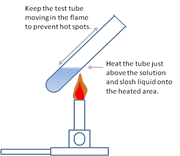 Keep the test tube
moving in the flame
to prevent hot spots.
Heat the tube just
above the solution
and slosh liquid onto
the heated area.